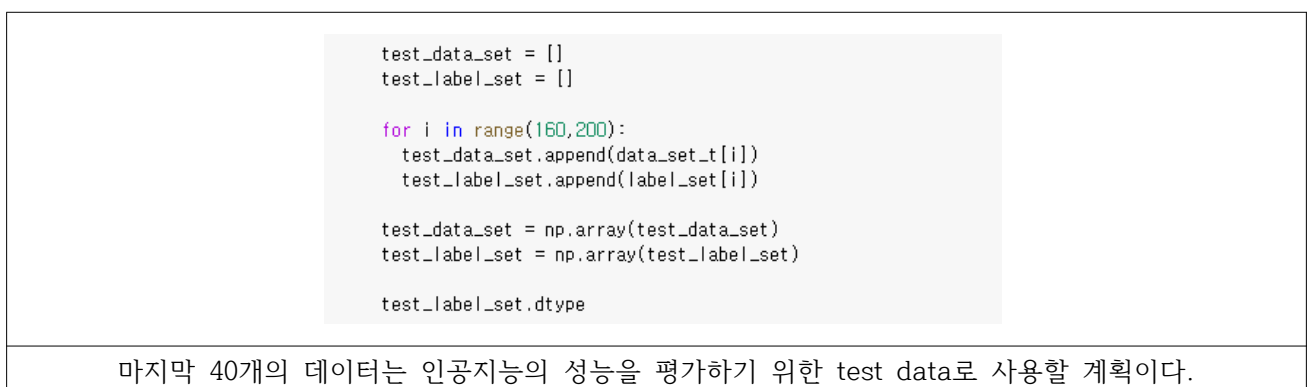 test_data_set = []
test_label_set = []
for i in range(160,200):
test_data_set.append(data_set_t[i])
test_label_set.append(label_set[i])
test_data_set = np.array(test_data_set)
test_label_set = np.array(test_label_set)
test_label_set.dtype
마지막 40개의 데이터는 인공지능의 성능을 평가하기 위한 test data로 사용할 계획이다.